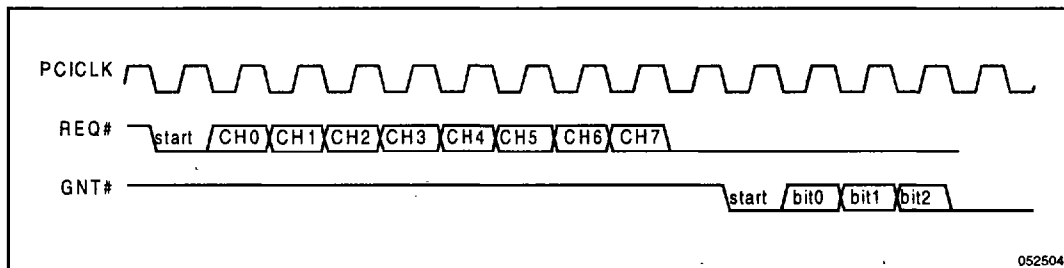 PCICLK
REQ# start CH0 CH1 CH2 CH3 CH4 CH5 CH6 CH7
GNT# start bit0 bit1 bit2
052504